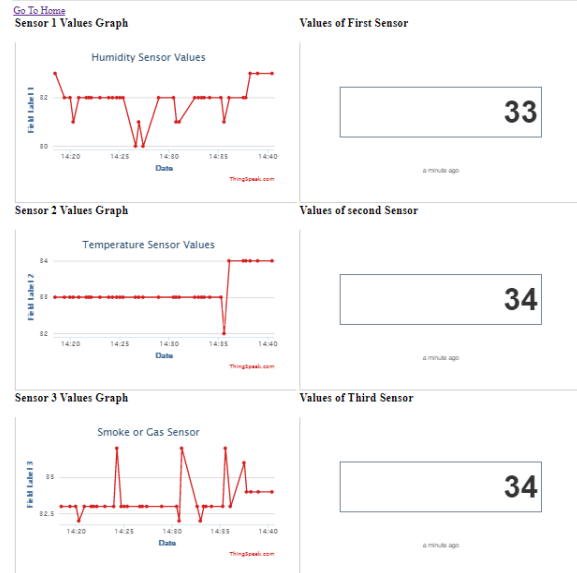 Go To Home
Sensor 1 Values Graph
Values of First Sensor
Humidity Sensor Values
Field Label 1
32
30
14:20 14:25 14:30 14:35 14:40
Date
ThingSpeak.com
33
a minute ago
Sensor 2 Values Graph
Values of second Sensor
Temperature Sensor Values
Field Label 2
34
33
32
14:20 14:25 14:30 14:35 14:40
Date
ThingSpeak.com
34
a minute ago
Sensor 3 Values Graph
Values of Third Sensor
Smoke or Gas Sensor
Field Label 3
35
32.5
14:20 14:25 14:30 14:35 14:40
Date
ThingSpeak.com
34
a minute ago